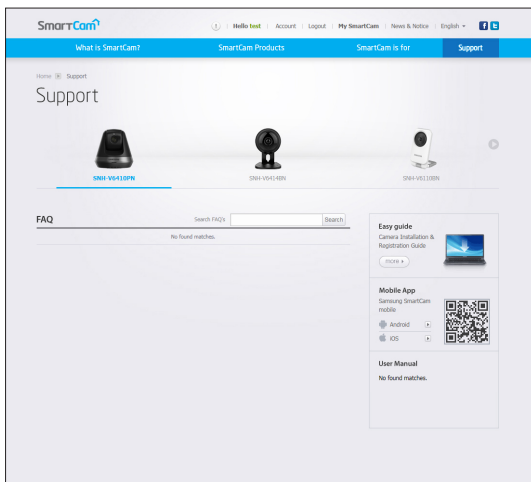 SmartCam
Hello test | Account | Logout | My SmartCam | News & Notice | English
What is SmartCam? SmartCam Products SmartCam is for Support
Home Support
Support
SNH-V6410PN SNH-V6414BN SNH-V6110BN
FAQ Search FAQ's Search
No found matches.
Easy guide
Camera Installation &
Registration Guide
more
Mobile App
Samsung SmartCam
mobile
Android
iOS
User Manual
No found matches.